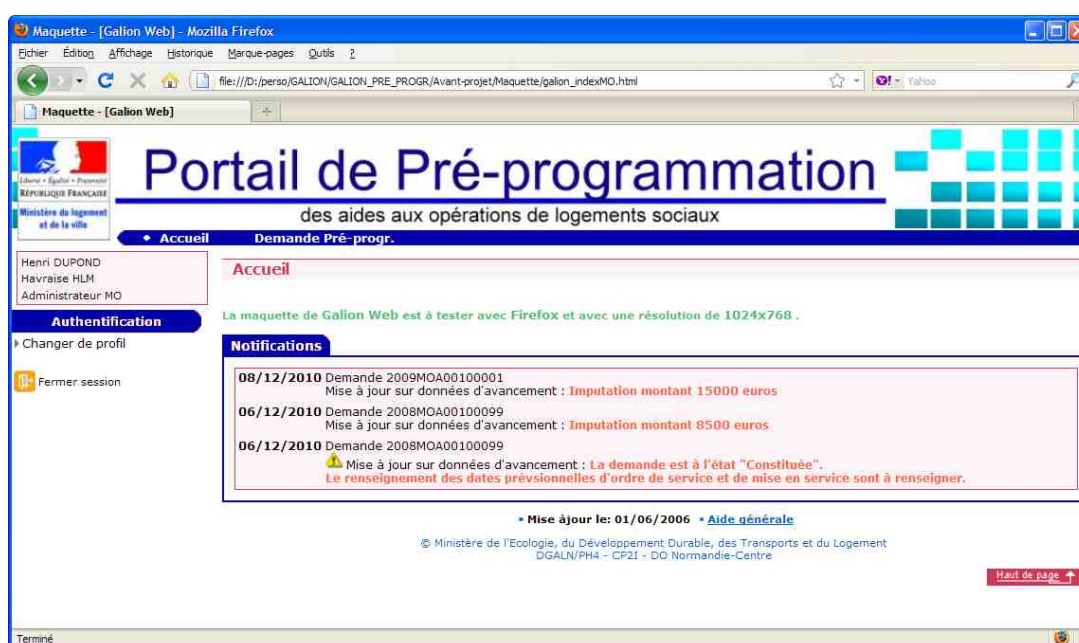 Maquette - [Galion Web] - Mozilla Firefox
Fichier Édition Affichage Historique Marque-pages Outils ?
file:///D:/perso/GALION/GALION_PRE_PROGR/Avant-projet/Maquette/galion_indexMO.html
Yahoo
Maquette - [Galion Web]
Liberté • Égalité • Fraternité
RÉPUBLIQUE FRANÇAISE
Ministère du logement
et de la ville
Portail de Pré-programmation
des aides aux opérations de logements sociaux
Accueil Demande Pré-progr.
Henri DUPOND
Havraise HLM
Administrateur MO
Authentification
Changer de profil
Fermer session
Accueil
La maquette de Galion Web est à tester avec Firefox et avec une résolution de 1024x768 .
Notifications
08/12/2010 Demande 2009MOA00100001
Mise à jour sur données d'avancement : Imputation montant 15000 euros
06/12/2010 Demande 2008MOA00100099
Mise à jour sur données d'avancement : Imputation montant 8500 euros
06/12/2010 Demande 2008MOA00100099
Mise à jour sur données d'avancement : La demande est à l'état "Constituée".
Le renseignement des dates prévsionnelles d'ordre de service et de mise en service sont à renseigner.
Mise àjour le: 01/06/2006 Aide générale
© Ministère de l'Ecologie, du Développement Durable, des Transports et du Logement
DGALN/PH4 - CP2I - DO Normandie-Centre
Haut de page
Terminé